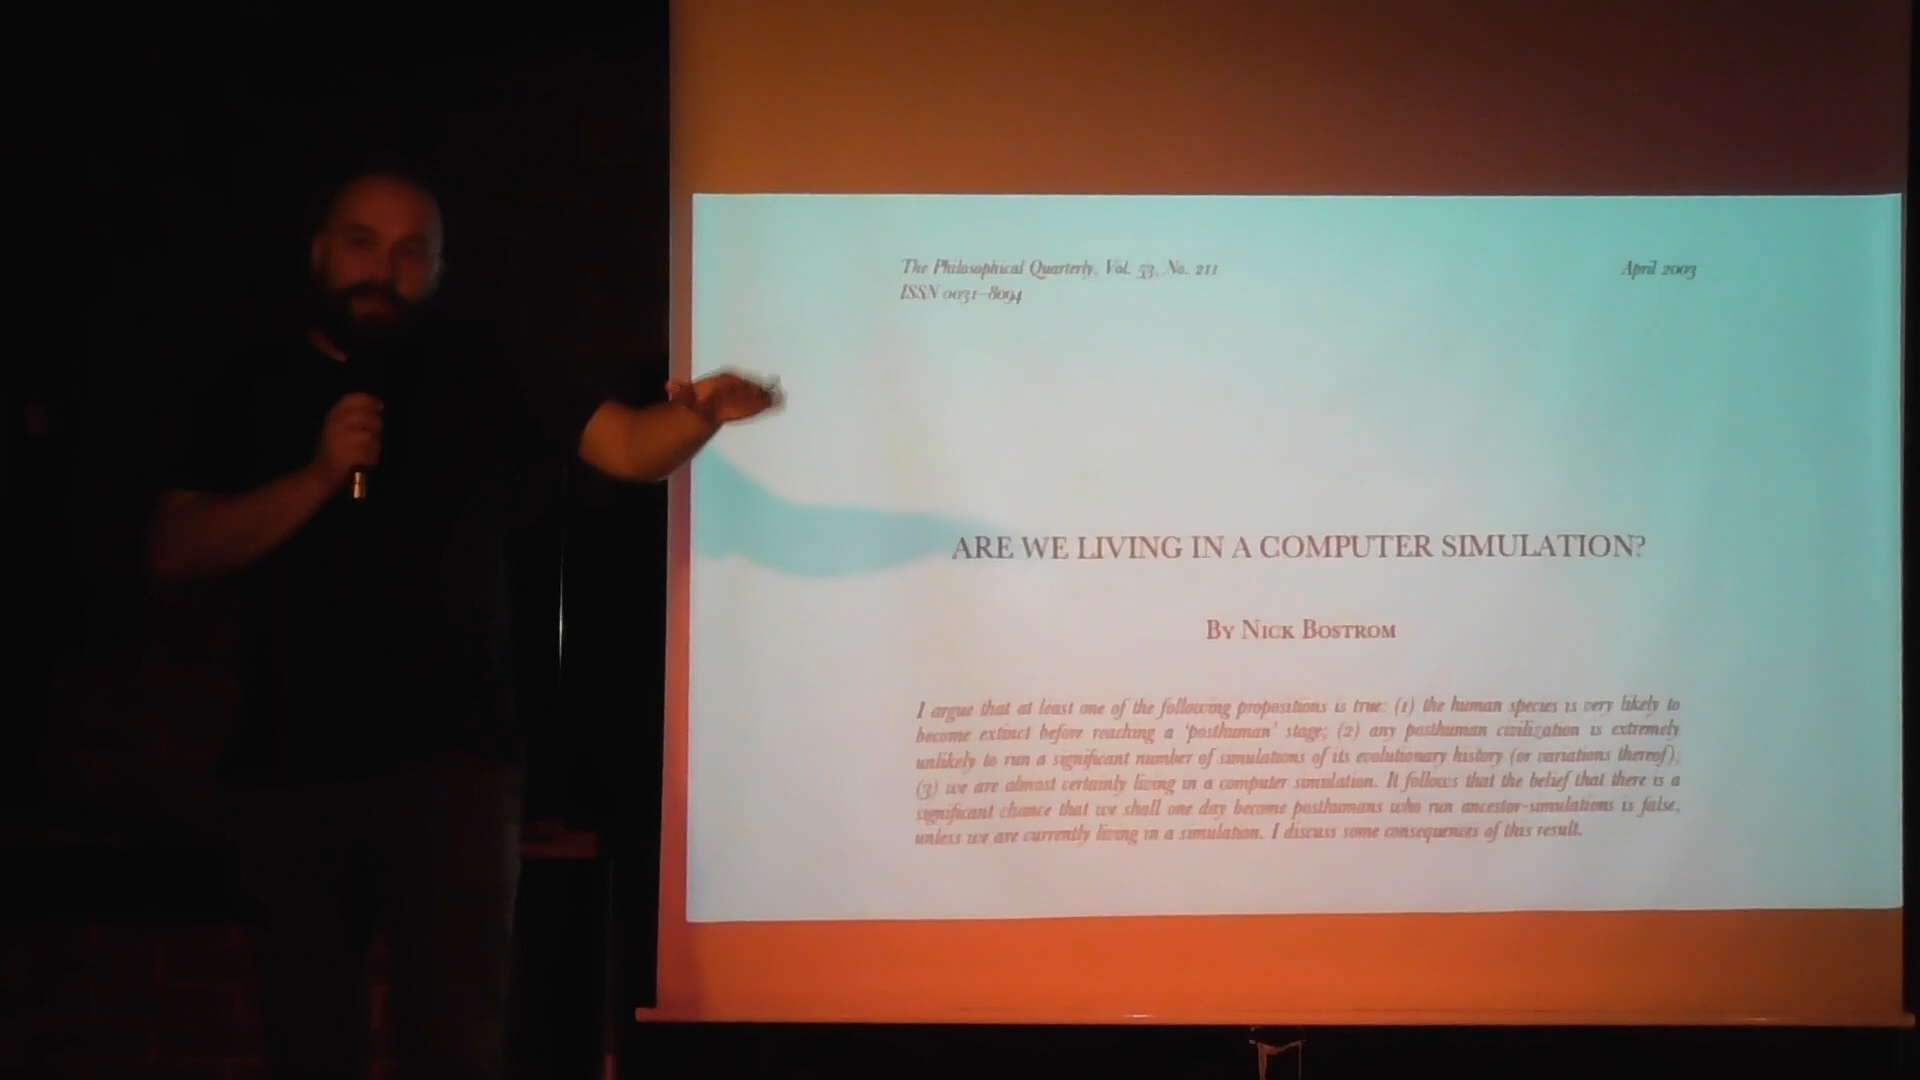 The Philosophical Quarterly, Vol. 53, No. 211
April 2003
ISSN 0031–8094
ARE WE LIVING IN A COMPUTER SIMULATION?
BY NICK BOSTROM
I argue that at least one of the following propositions is true: (1) the human species is very likely to
become extinct before reaching a ‘posthuman’ stage; (2) any posthuman civilization is extremely
unlikely to run a significant number of simulations of its evolutionary history (or variations thereof);
(3) we are almost certainly living in a computer simulation. It follows that the belief that there is a
significant chance that we shall one day become posthumans who run ancestor-simulations is false,
unless we are currently living in a simulation. I discuss some consequences of this result.